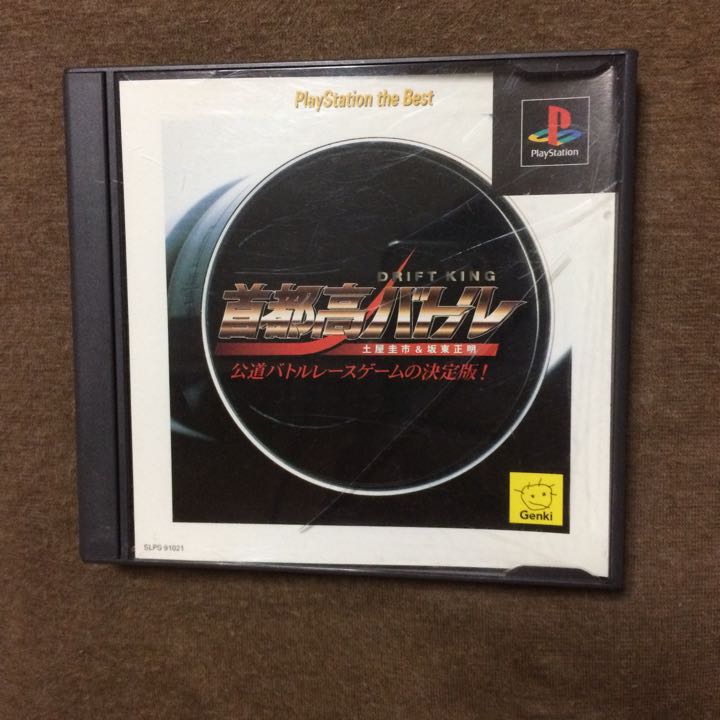 PlayStation the Best
PlayStation
DRIFT KING
首都高バトル
土屋圭市&坂東正明
公道バトルレースゲームの決定版!
Genki
SLPS 91021